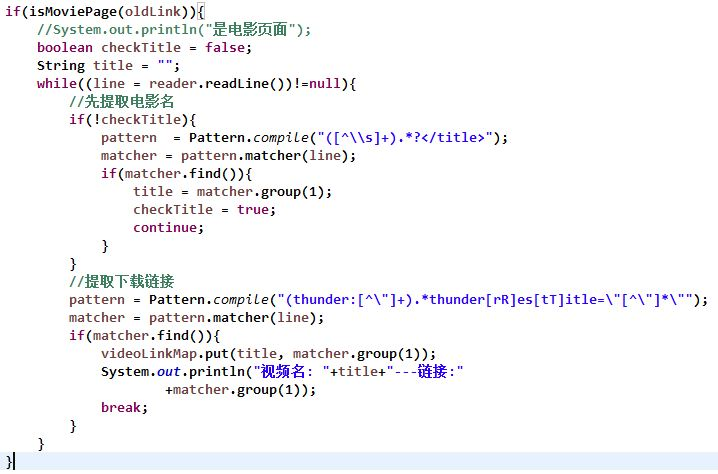 if(isMoviePage(oldLink)){
//System.out.println("是电影页面");
boolean checkTitle = false;
String title = "";
while((line = reader.readLine())!=null){
//先提取电影名
if(!checkTitle){
pattern  = Pattern.compile("([^\\s]+).*?</title>");
matcher = pattern.matcher(line);
if(matcher.find()){
title = matcher.group(1);
checkTitle = true;
continue;
}
}
//提取下载链接
pattern = Pattern.compile("(thunder:[^\"]+).*thunder[rR]es[tT]itle=\"[^\"]*\"");
matcher = pattern.matcher(line);
if(matcher.find()){
videoLinkMap.put(title, matcher.group(1));
System.out.println("视频名: "+title+"---链接:"
+matcher.group(1));
break;
}
}
}